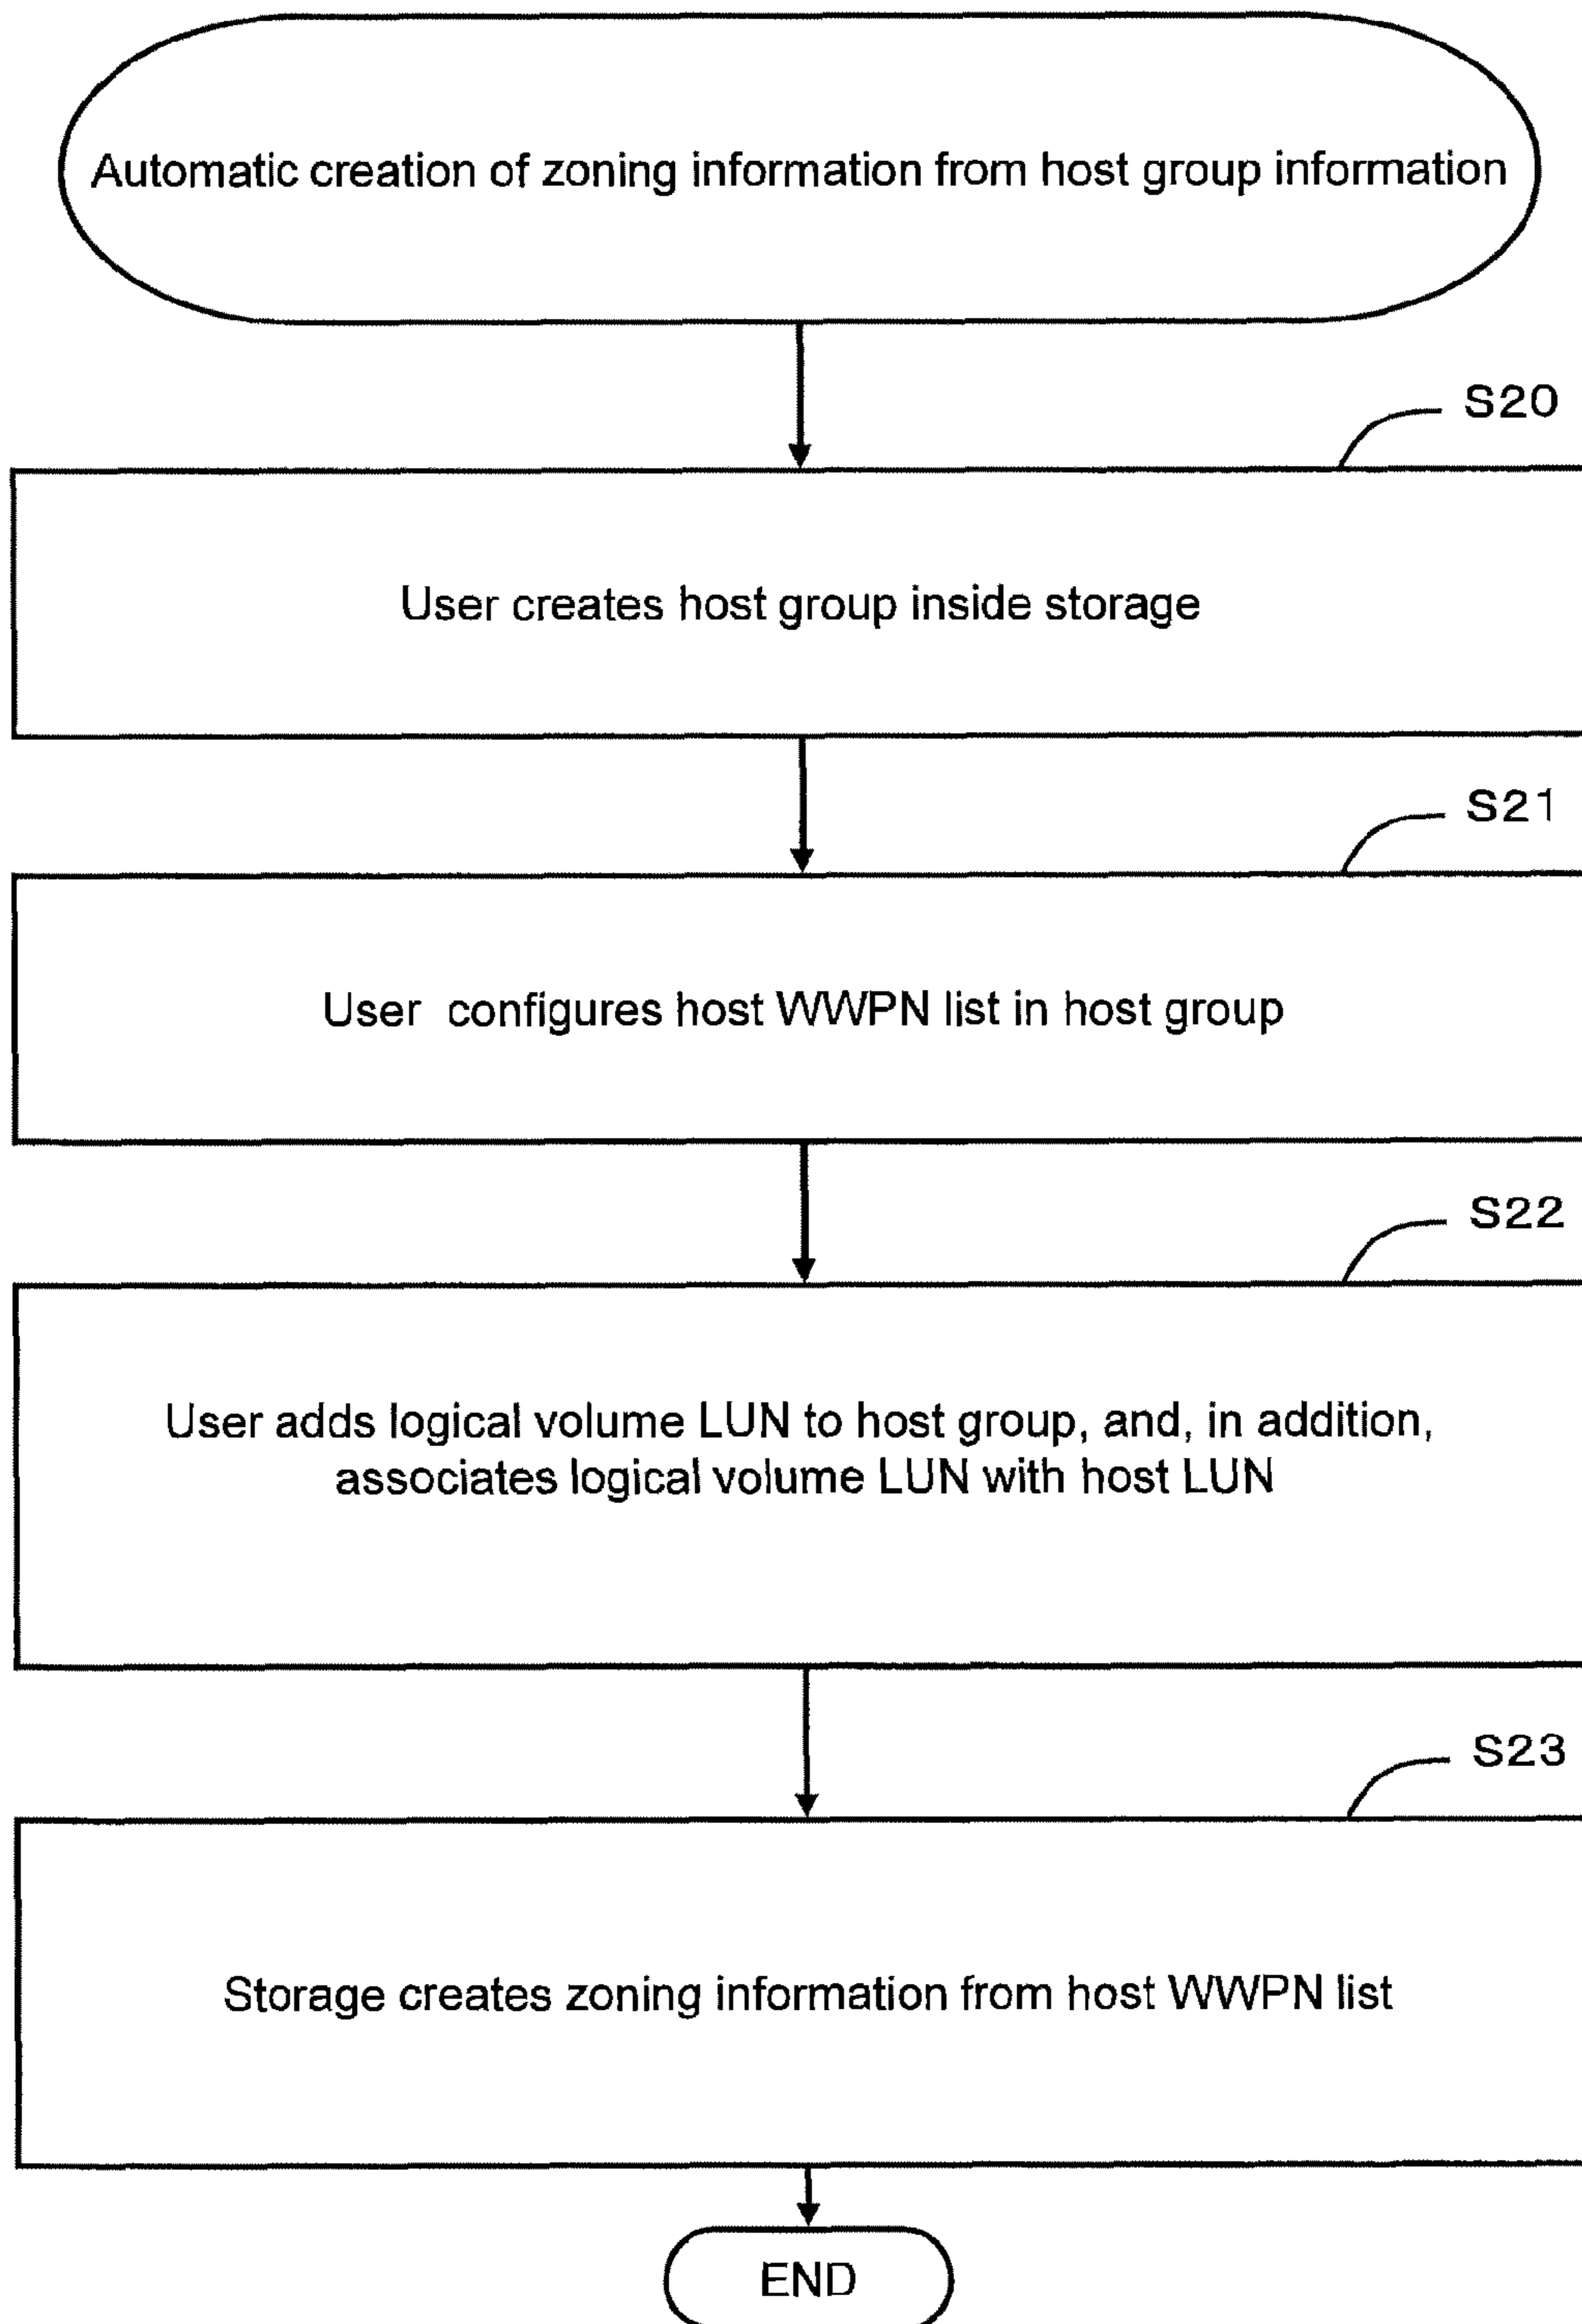 Automatic creation of zoning information from host group information
S20
User creates host group inside storage
S21
User configures host WWPN list in host group
S22
User adds logical volume LUN to host group, and, in addition,
associates logical volume LUN with host LUN
S23
Storage creates zoning information from host WWPN list
END